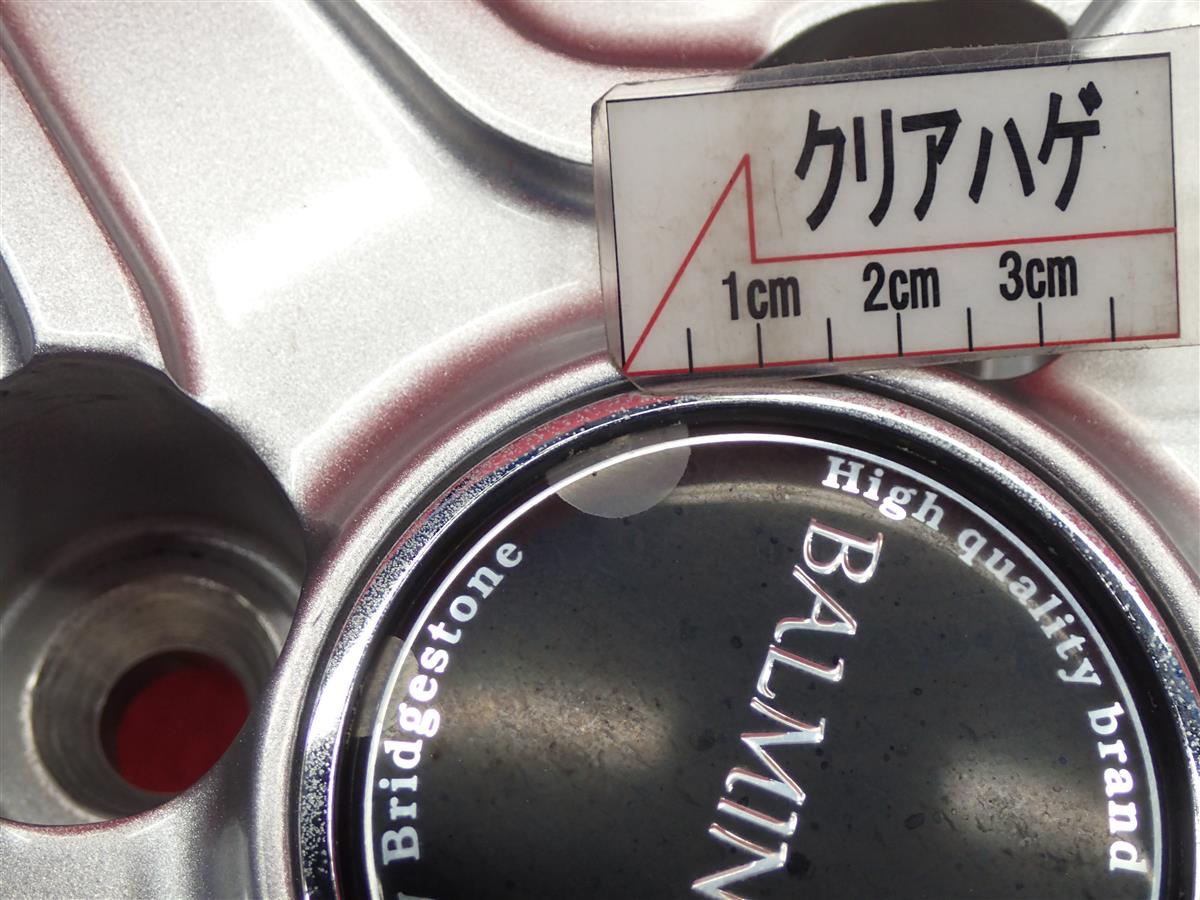 クリアハゲ
1cm 2cm 3cm
High quality brand
BALMIN
Bridgestone